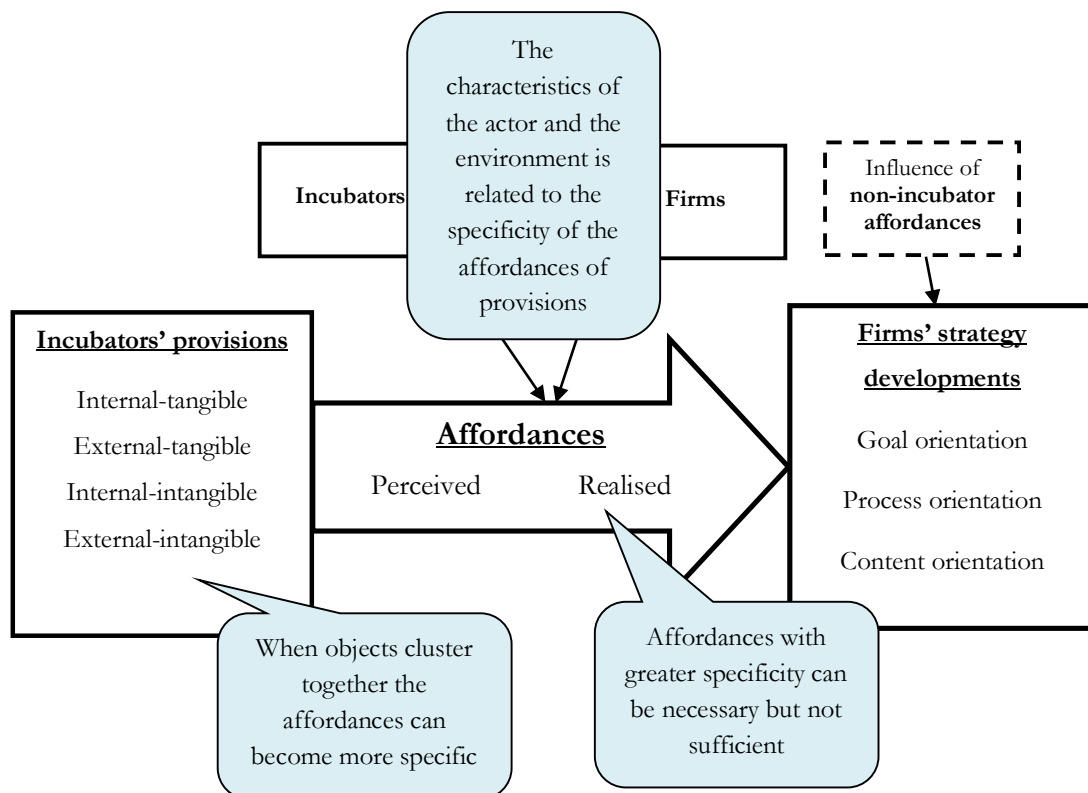 The
characteristics of
the actor and the
environment is
related to the
specificity of the
affordances of
provisions
Incubators
Firms
Influence of
non-incubator
affordances
Incubators’ provisions
Internal-tangible
External-tangible
Internal-intangible
External-intangible
Affordances
Perceived Realised
Firms’ strategy
developments
Goal orientation
Process orientation
Content orientation
When objects cluster
together the
affordances can
become more specific
Affordances with
greater specificity can
be necessary but not
sufficient